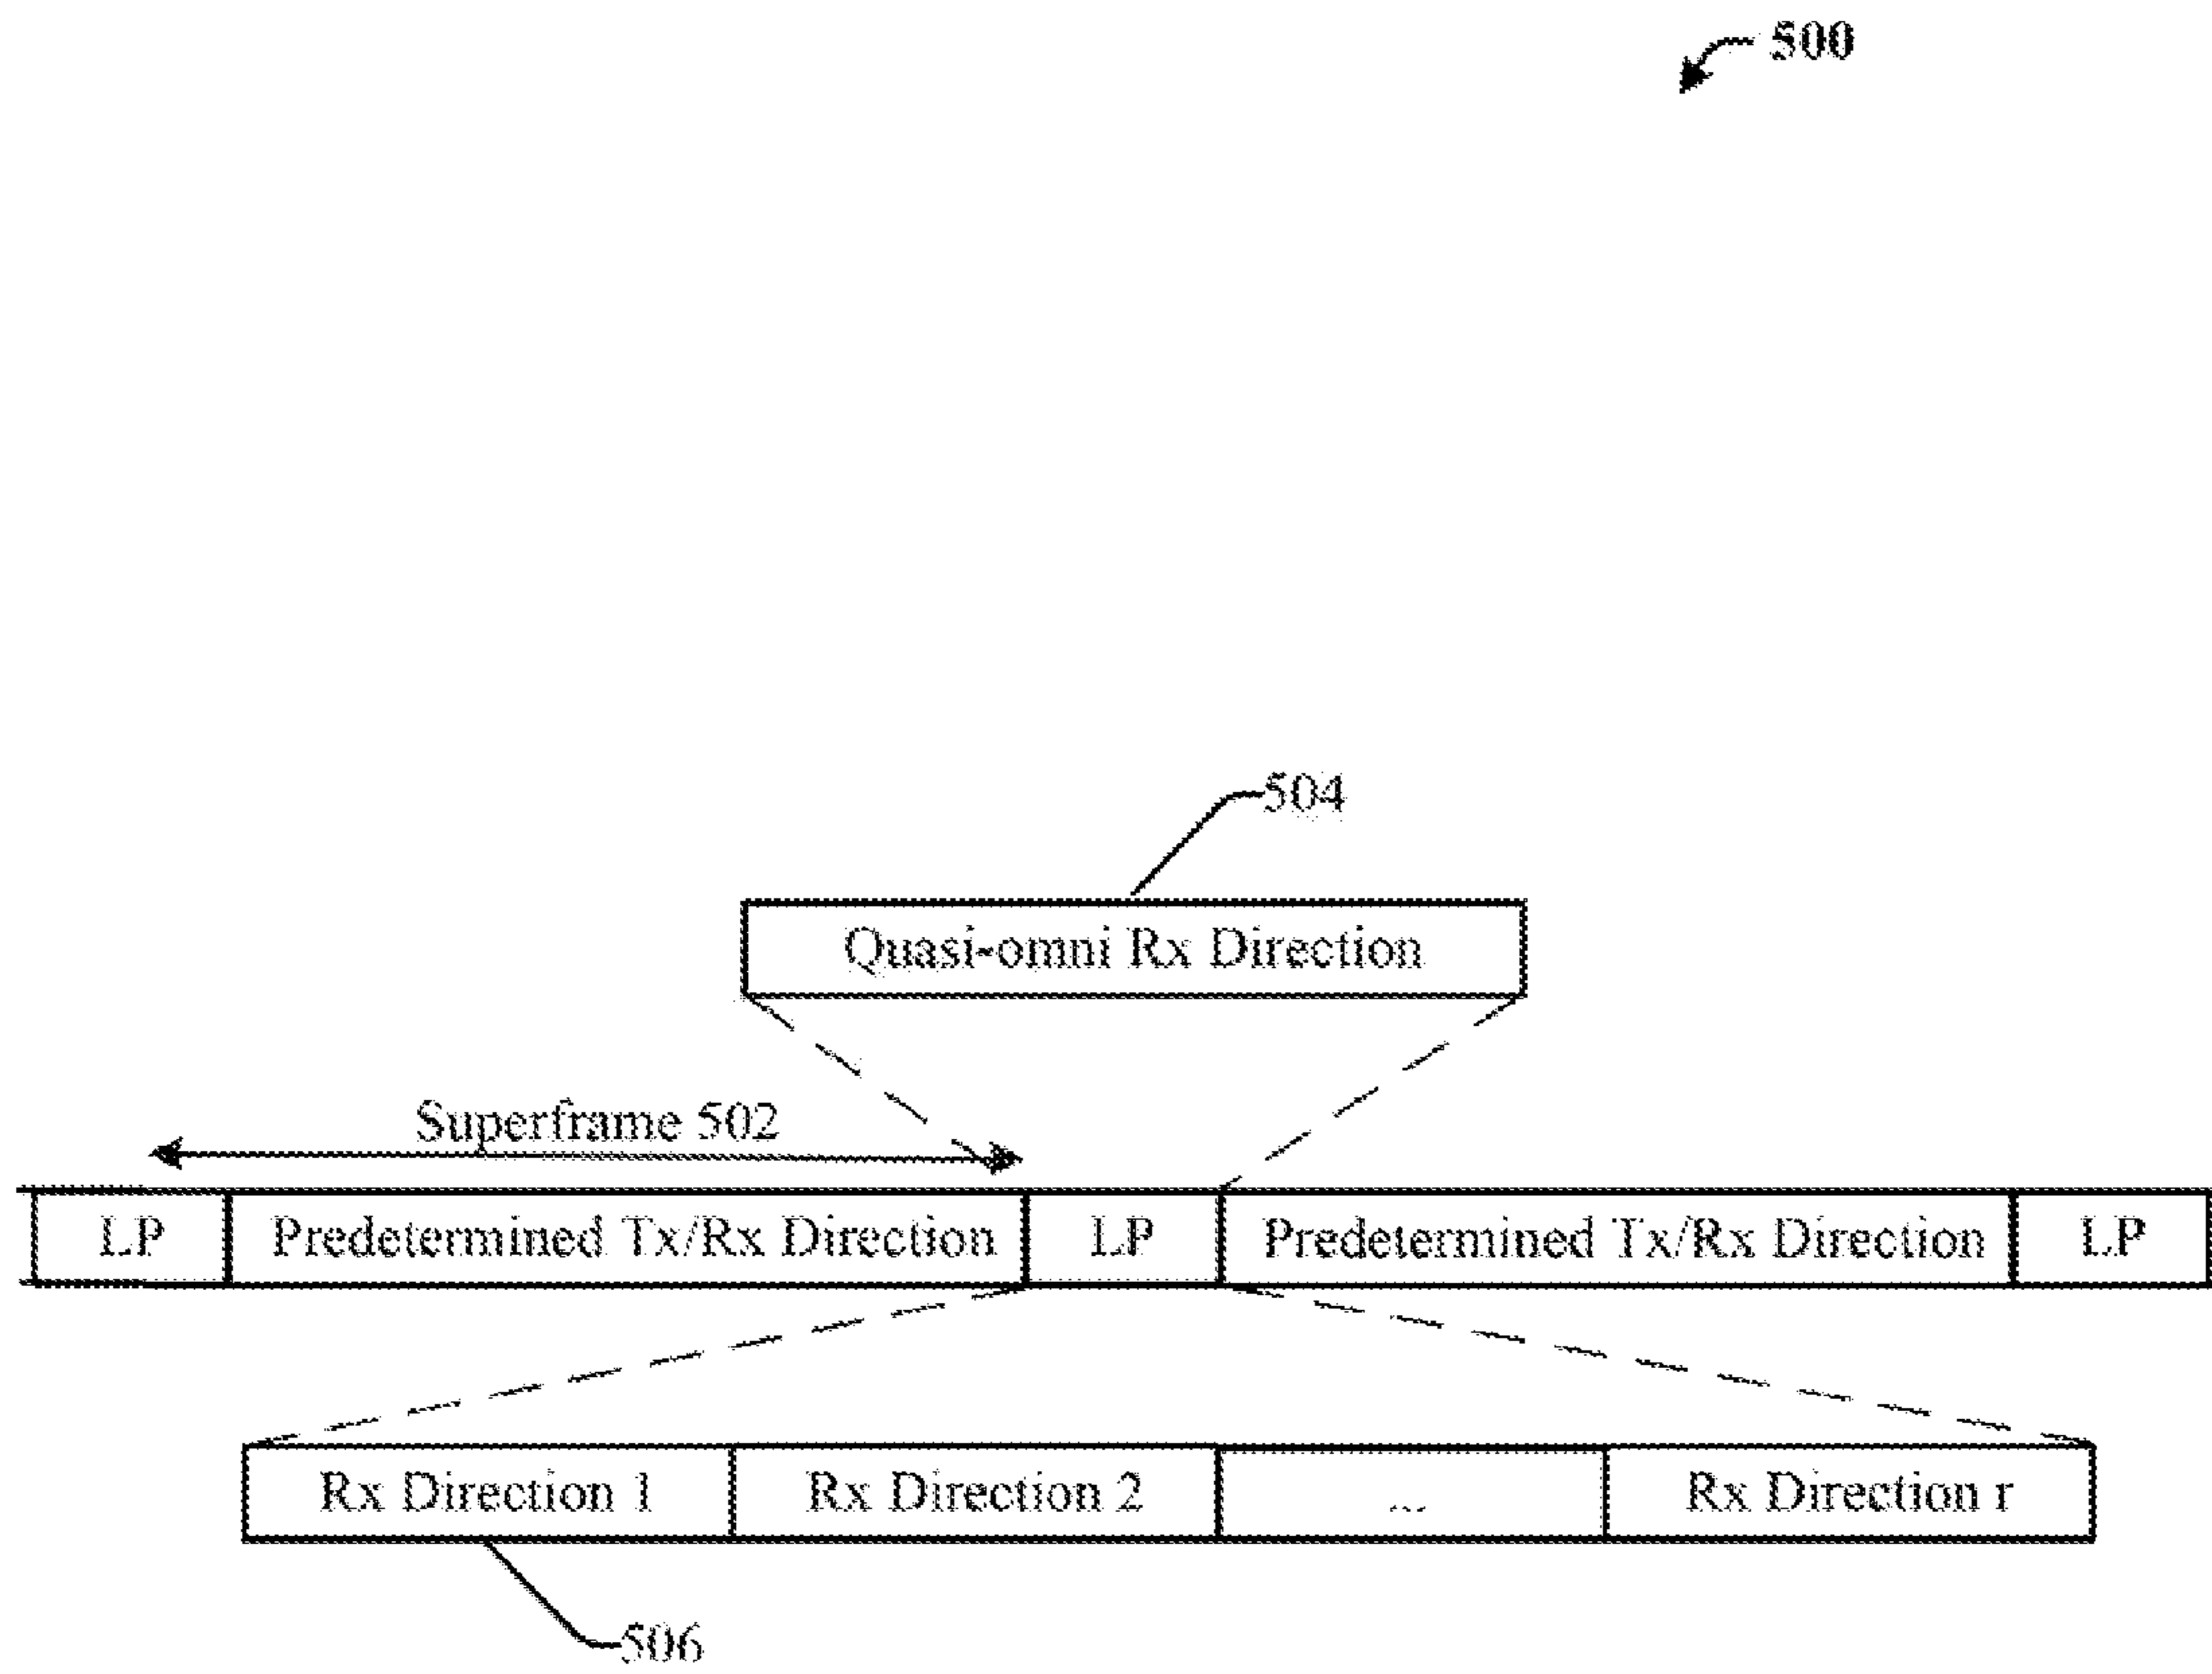 500
504
Quasi-omni Rx Direction
Superframe 502
LP Predetermined Tx/Rx Direction LP Predetermined Tx/Rx Direction LP
Rx Direction 1 Rx Direction 2 ... Rx Direction r
506